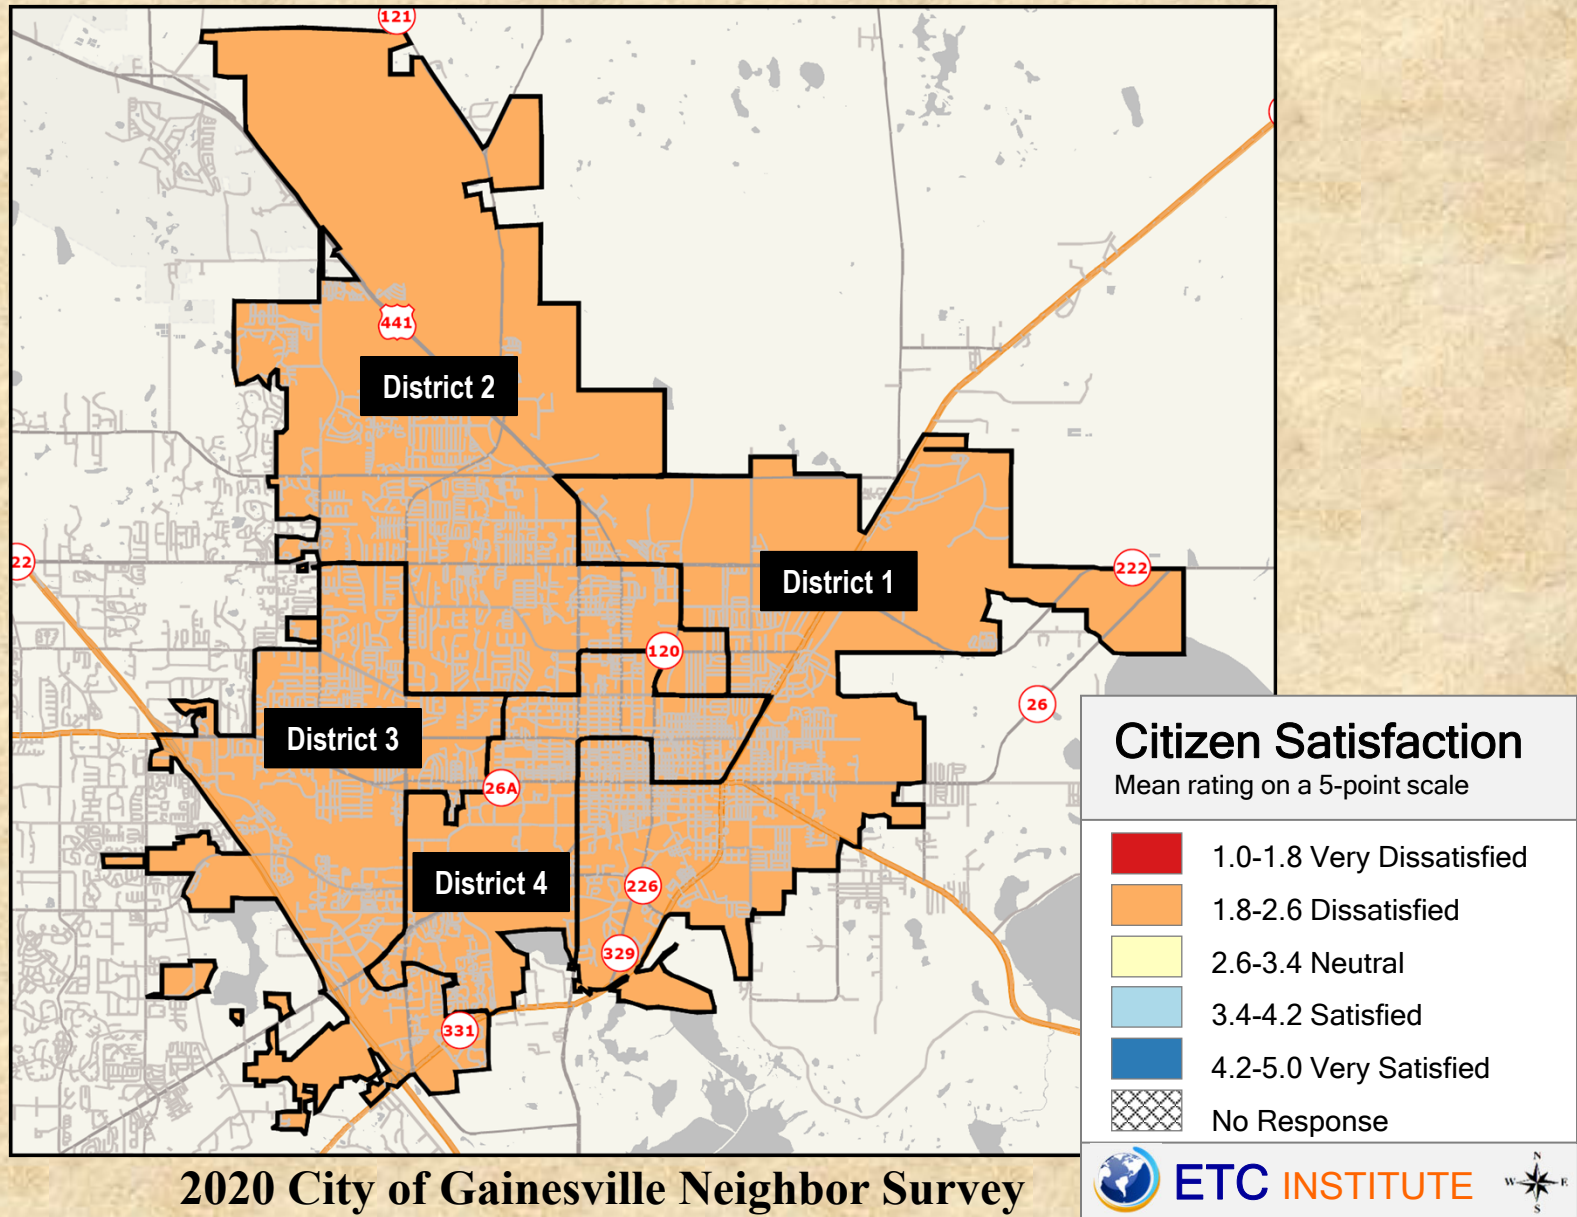 121
441
District 2
22
District 1
222
120
26
District 3
26A
District 4
226
329
331
Citizen Satisfaction
Mean rating on a 5-point scale
1.0-1.8 Very Dissatisfied
1.8-2.6 Dissatisfied
2.6-3.4 Neutral
3.4-4.2 Satisfied
4.2-5.0 Very Satisfied
No Response
2020 City of Gainesville Neighbor Survey
ETC INSTITUTE
N
W E
S